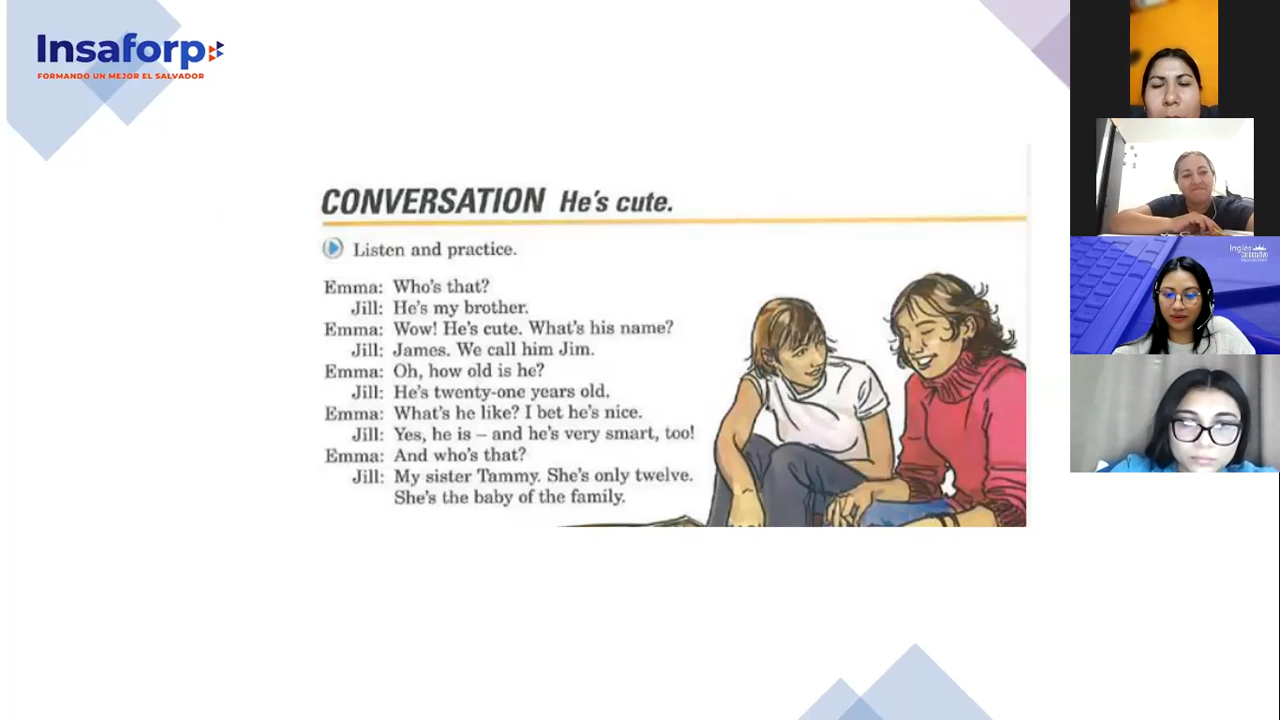 Insaforp
FORMANDO UN MEJOR EL SALVADOR
CONVERSATION He's cute.
Listen and practice.
Emma: Who's that?
Jill: He's my brother.
Emma: Wow! He's cute. What's his name?
Jill: James. We call him Jim.
Emma: Oh, how old is he?
Jill: He's twenty-one years old.
Emma: What's he like? I bet he's nice.
Jill: Yes, he is – and he's very smart, too!
Emma: And who's that?
Jill: My sister Tammy. She's only twelve.
She's the baby of the family.
Inglés